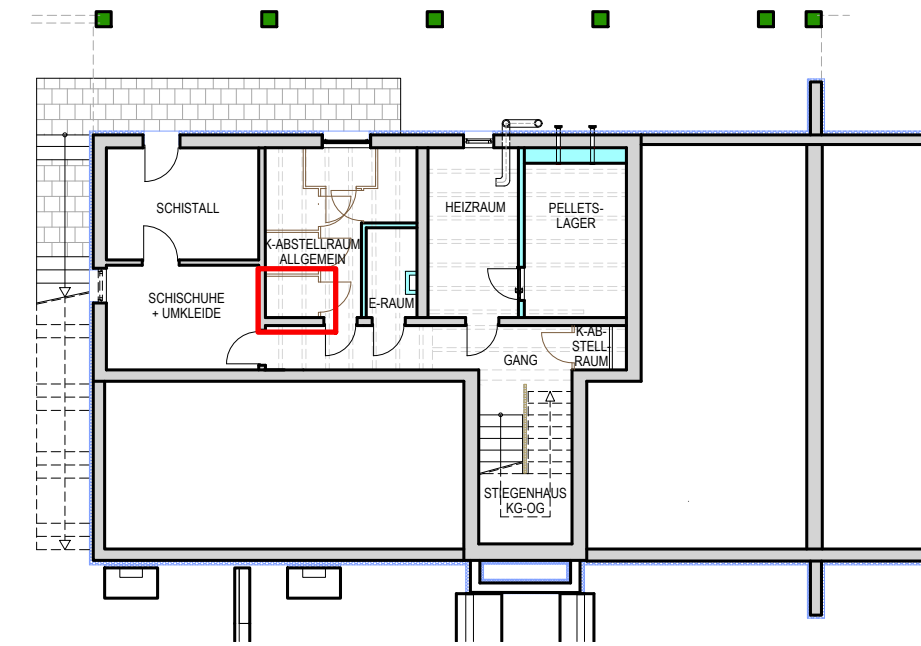 SCHISTALL
K-ABSTELLRAUM
ALLGEMEIN
HEIZRAUM
PELLETS-
LAGER
SCHISCHUHE
+ UMKLEIDE
E-RAUM
GANG
K-AB-
STELL-
RAUM
STIEGENHAUS
KG-OG